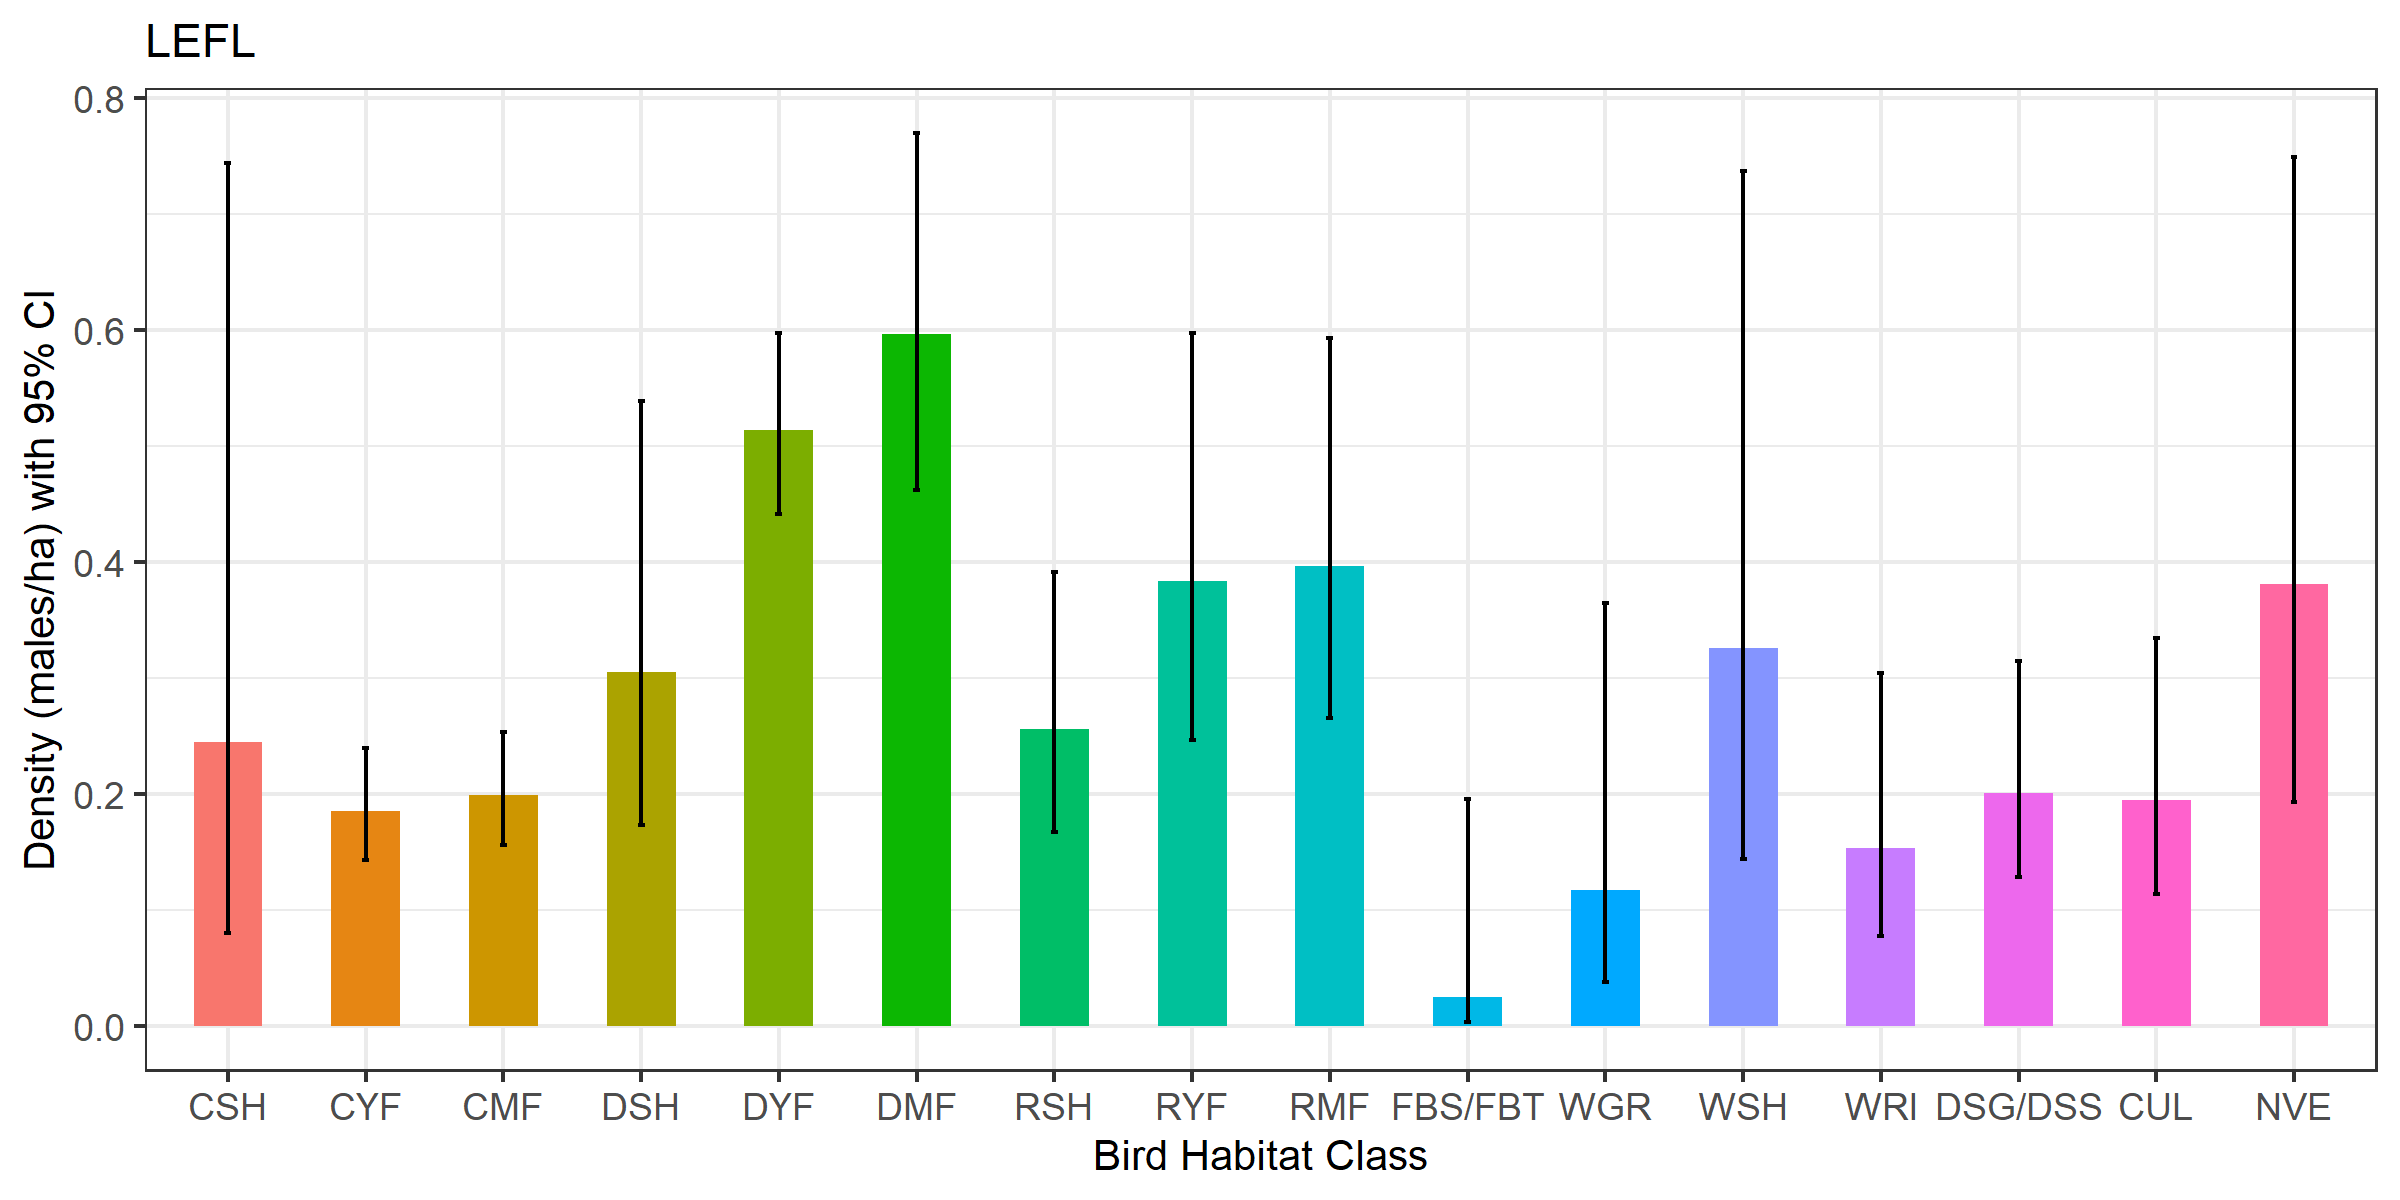 LEFL
Density (males/ha) with 95% CI
0.8
0.6
0.4
0.2
0.0
CSH CYF CMF DSH DYF DMF RSH RYF RMF FBS/FBT WGR WSH WRI DSG/DSS CUL NVE
Bird Habitat Class